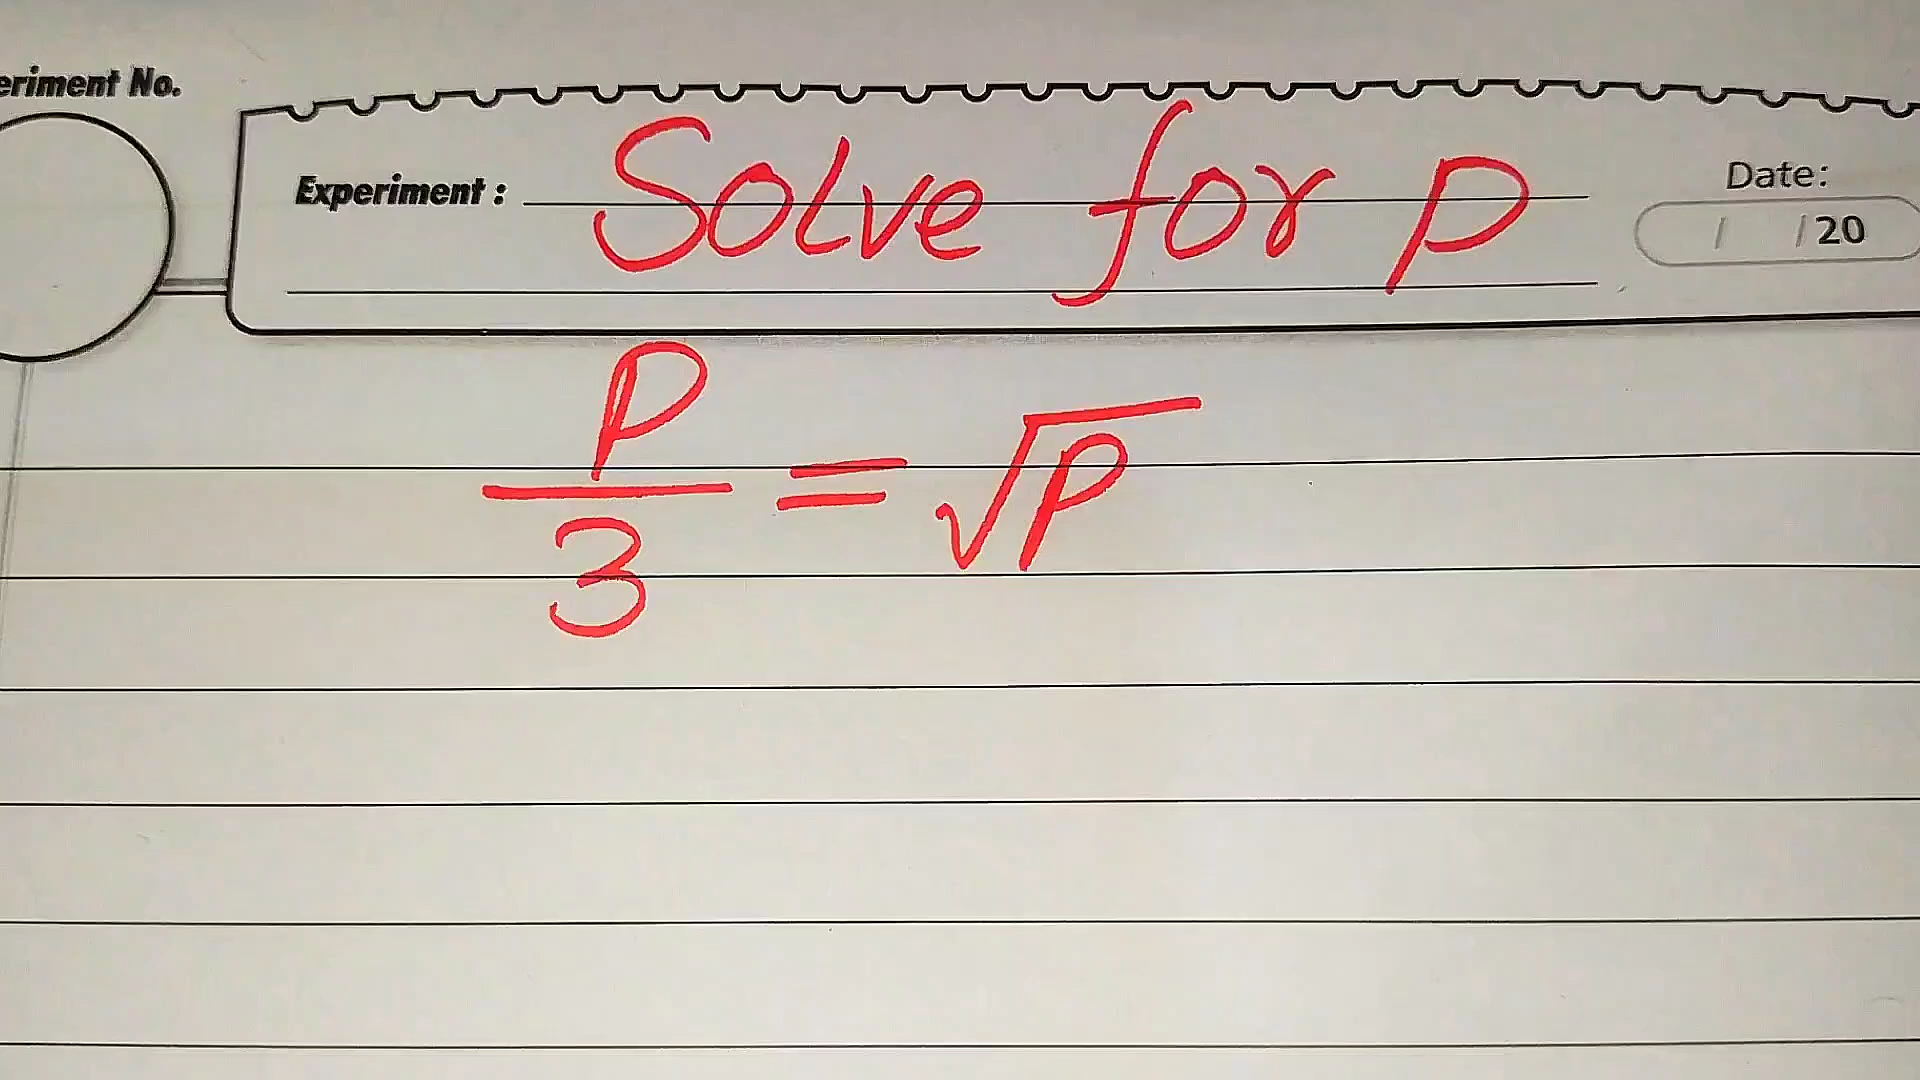 eriment No.
Experiment : Solve for P
Date:
/ /20
P/3 = √P